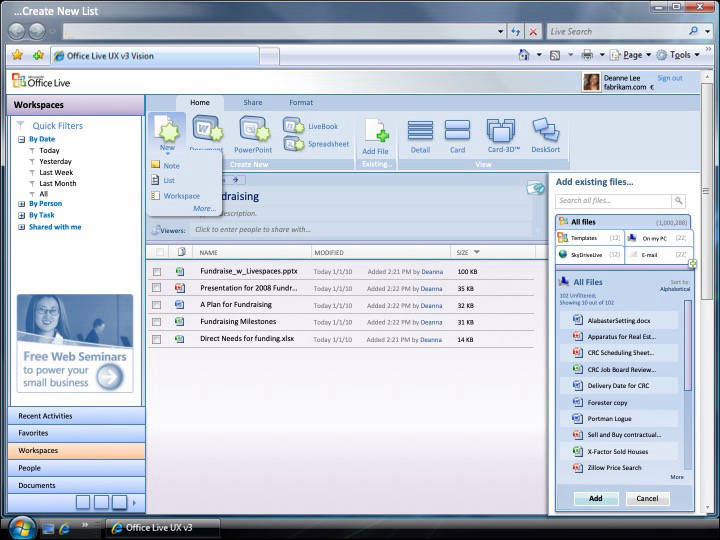 ...Create New List
Live Search
Office Live UX v3 Vision
Page
Tools
Office Live
Deanne Lee
fabrikam.com
Sign out
Workspaces
Home
Share
Format
Quick Filters
By Date
Today
Yesterday
Last Week
Last Month
All
By Person
By Task
Shared with me
New
Document
PowerPoint
LiveBook
Spreadsheet
Create New
Add File
Existing...
Detail
Card
Card-3D™
DeskSort
View
Note
List
Workspace
More...
draising
description.
Viewers:
Click to enter people to share with...
NAME MODIFIED SIZE
Fundraise_w_Livespaces.pptx Today 1/1/10 Added 2:21 PM by Deanna 100 KB
Presentation for 2008 Fundr... Today 1/1/10 Added 2:22 PM by Deanna 35 KB
A Plan for Fundraising Today 1/1/10 Added 2:21 PM by Deanna 32 KB
Fundraising Milestones Today 1/1/10 Added 2:22 PM by Deanna 31 KB
Direct Needs for funding.xlsx Today 1/1/10 Added 2:21 PM by Deanna 14 KB
Add existing files...
Search all files...
All files (1,000,288)
Templates (12) On my PC (22)
SkyDriveLive (52) E-mail (22)
All Files
Sort by:
Alphabetical
102 Unfiltered,
Showing 10 out of 102
AlabasterSetting.docx
Apparatus for Real Est...
CRC Scheduling Sheet...
CRC Job Board Review...
Delivery Date for CRC
Forester copy
Portman Logue
Sell and Buy contractual...
X-Factor Sold Houses
Zillow Price Search
More
Add
Cancel
Free Web Seminars
to power your
small business
Recent Activities
Favorites
Workspaces
People
Documents
Office Live UX v3